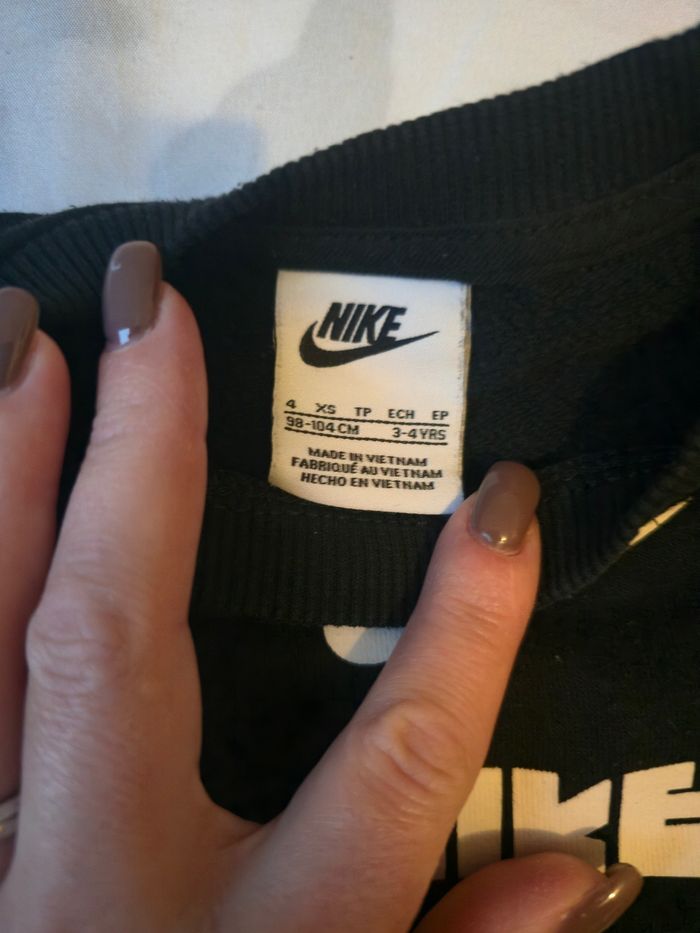 NIKE
4 XS TP ECH EP
98-104 CM 3-4 YRS
MADE IN VIETNAM
FABRIQUÉ AU VIETNAM
HECHO EN VIETNAM